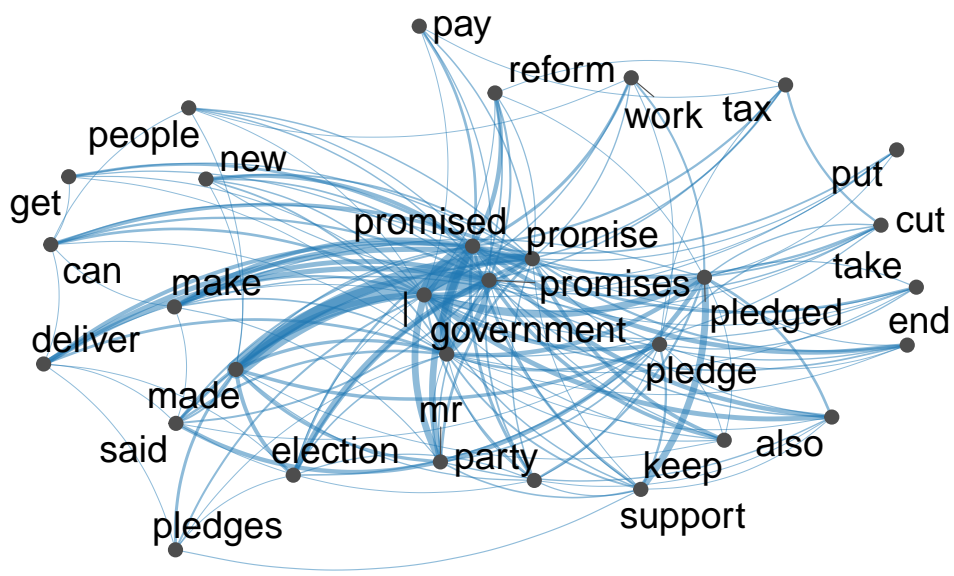 pay
reform
work
tax
people
new
put
get
promised
promise
cut
can
make
promises
take
|
pledged
government
end
deliver
pledge
made
mr
said
election
party
keep
also
support
pledges